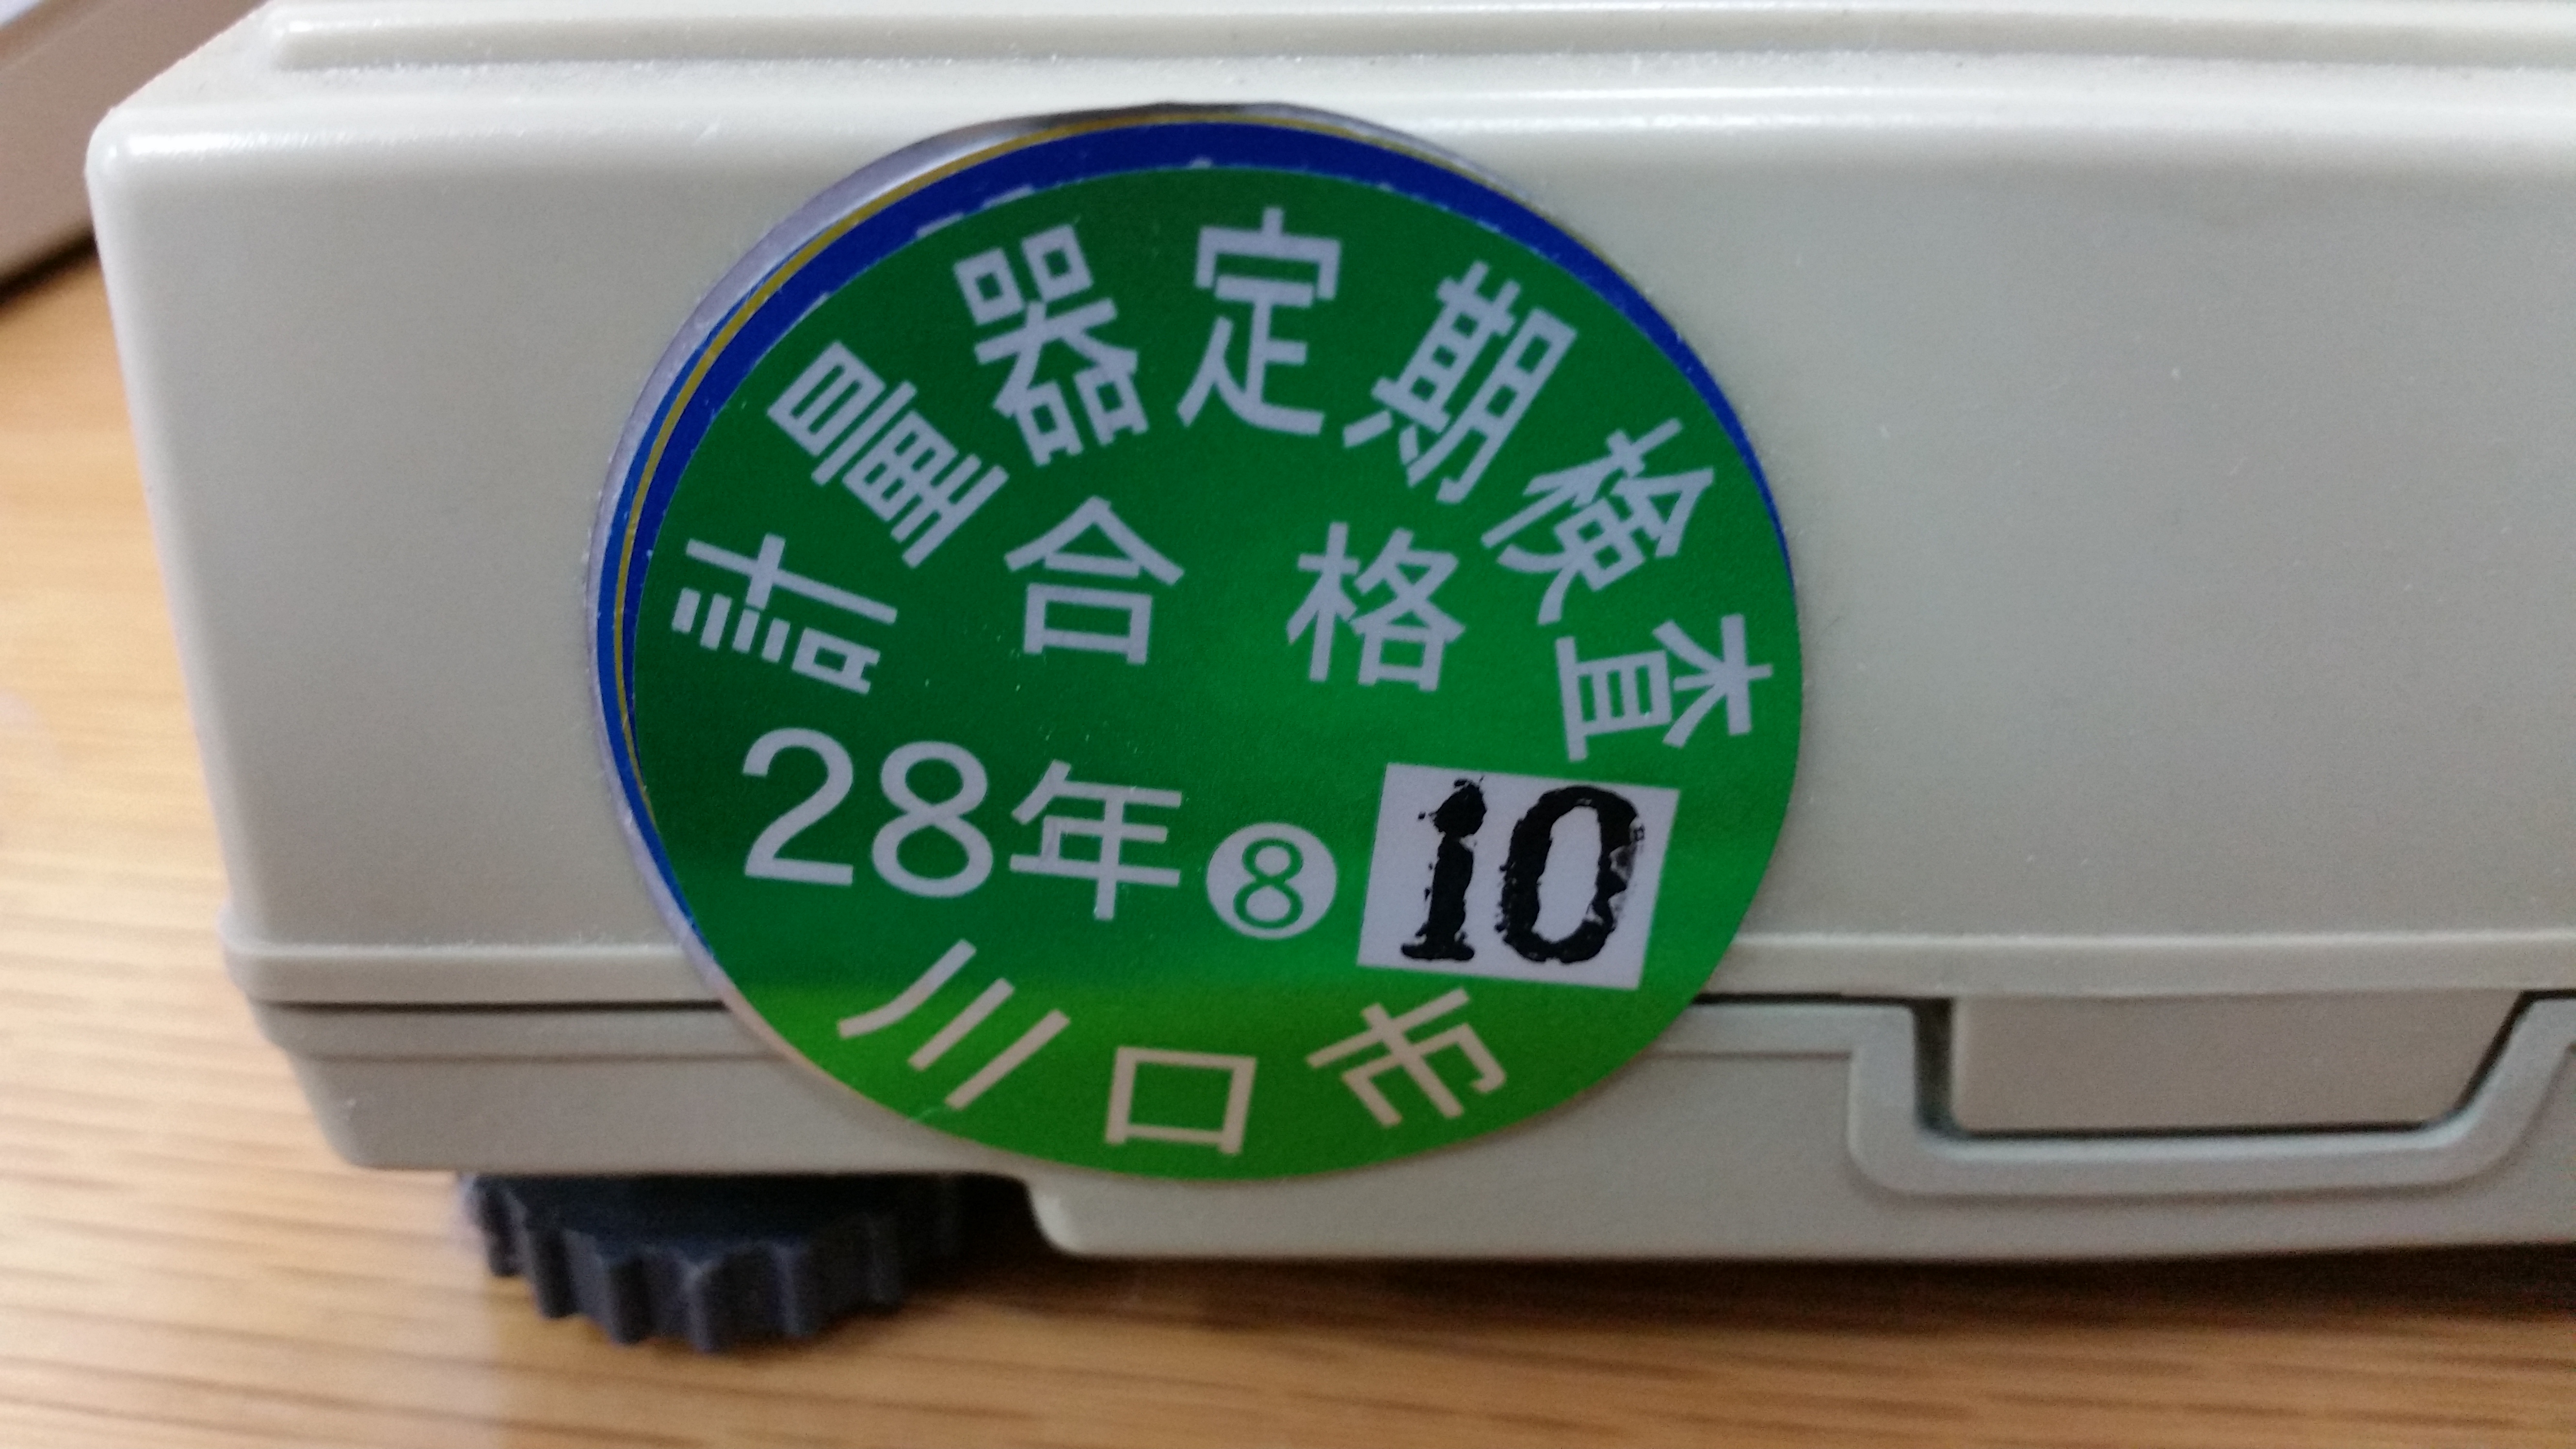 計量器定期検査
合格
28年 8 10
川口市